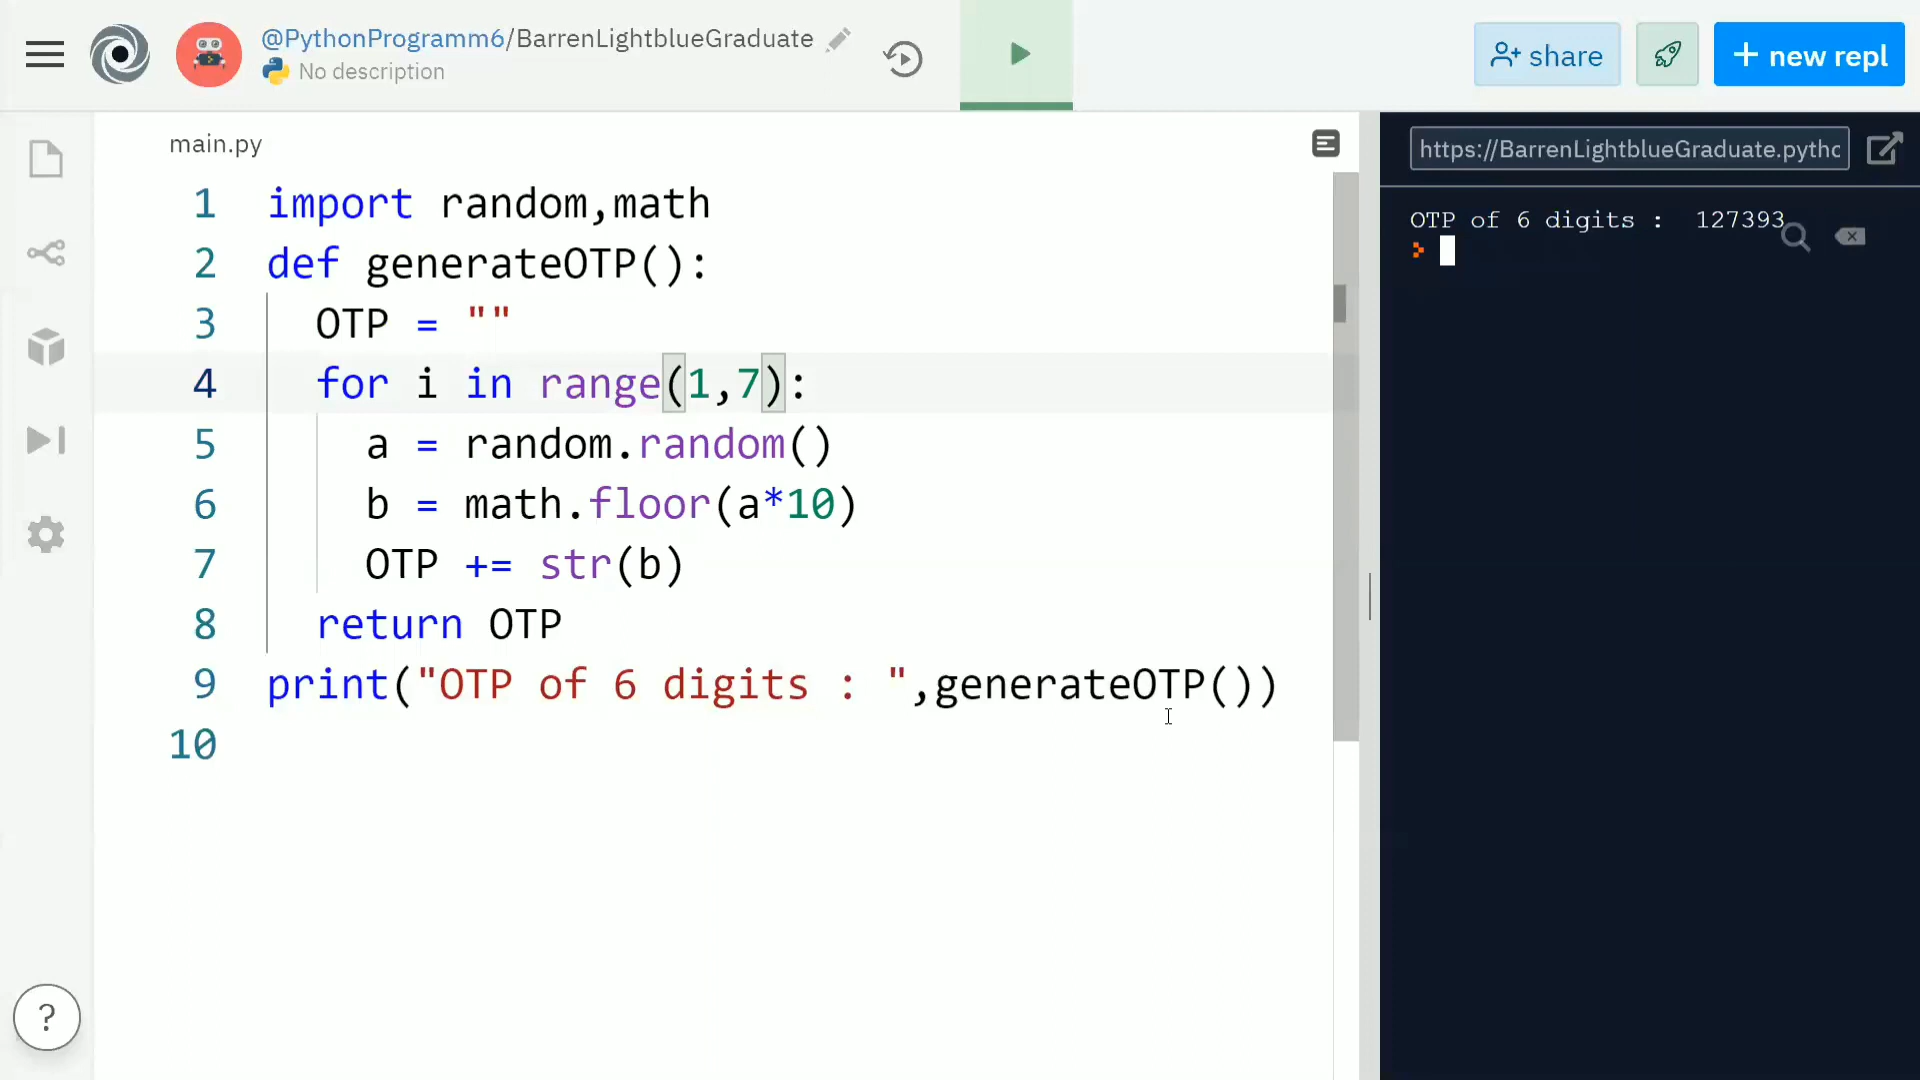 @PythonProgramm6/BarrenLightblueGraduate
No description
share
+ new repl
main.py
https://BarrenLightblueGraduate.pythc
1 import random,math
2 def generateOTP():
3 OTP = ""
4 for i in range(1,7):
5 a = random.random()
6 b = math.floor(a*10)
7 OTP += str(b)
8 return OTP
9 print("OTP of 6 digits : ",generateOTP())
10
OTP of 6 digits :  127393
?